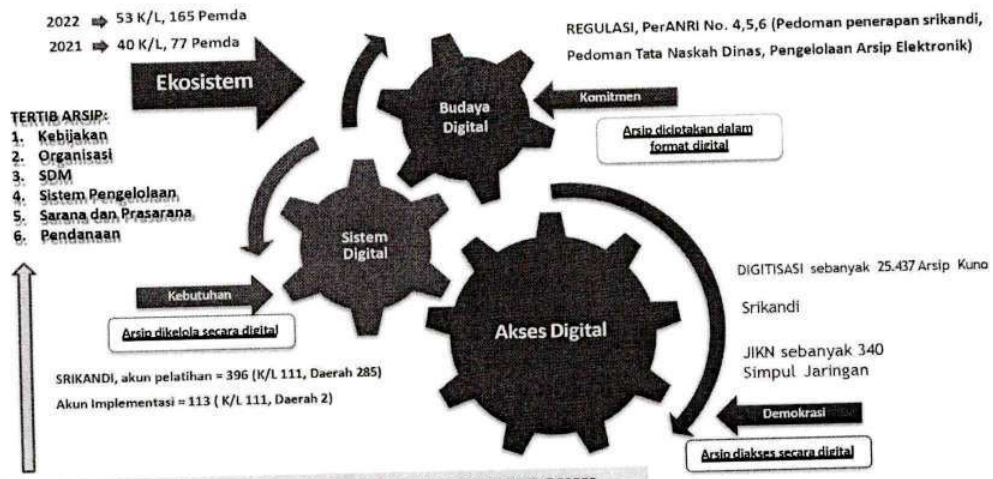 2022 ⇒ 53 K/L, 165 Pemda
2021 ⇒ 40 K/L, 77 Pemda
Ekosistem
REGULASI, PerANRI No. 4,5,6 (Pedoman penerapan srikandi,
Pedoman Tata Naskah Dinas, Pengelolaan Arsip Elektronik)
Budaya
Digital
Komitmen
Arsip diciptakan dalam
format digital
TERTIB ARSIP:
1. Kebijakan
2. Organisasi
3. SDM
4. Sistem Pengelolaan
5. Sarana dan Prasarana
6. Pendanaan
Sistem
Digital
Kebutuhan
Arsip dikelola secara digital
SRIKANDI, akun pelatihan = 396 (K/L 111, Daerah 285)
Akun Implementasi = 113 ( K/L 111, Daerah 2)
Akses Digital
DIGITISASI sebanyak 25.437 Arsip Kuno
Srikandi
JIKN sebanyak 340
Simpul Jaringan
Demokrasi
Arsip diakses secara digital